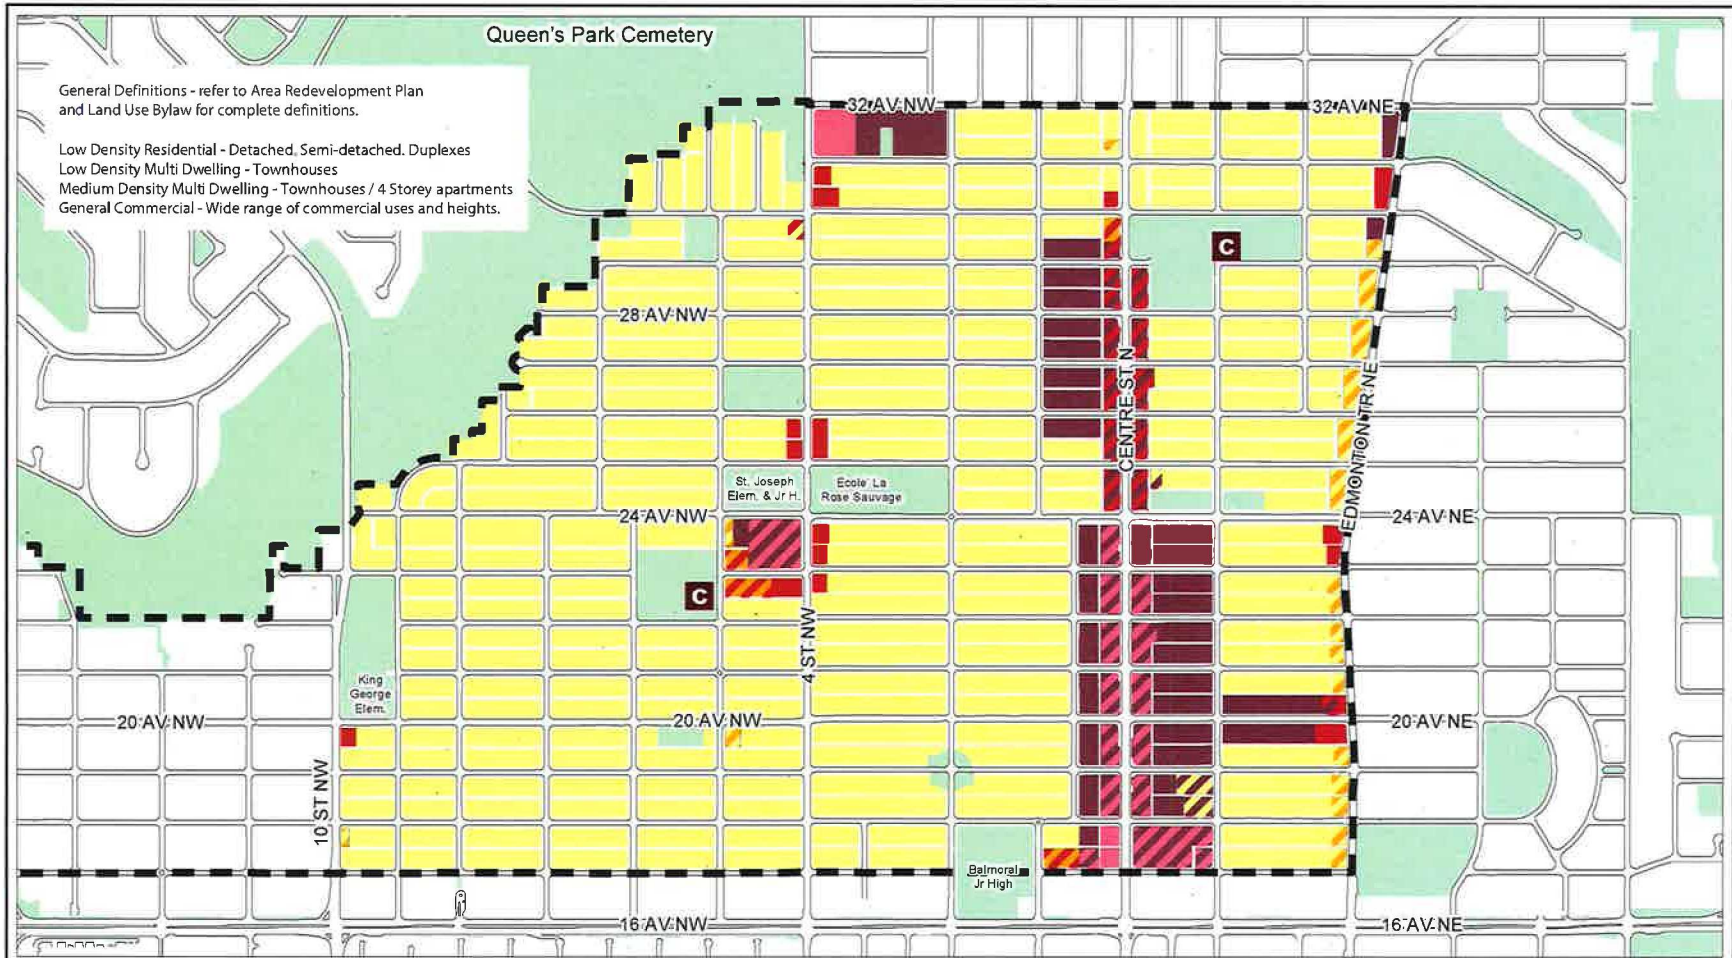 Queen's Park Cemetery
General Definitions - refer to Area Redevelopment Plan
and Land Use Bylaw for complete definitions.
Low Density Residential - Detached, Semi-detached. Duplexes
Low Density Multi Dwelling - Townhouses
Medium Density Multi Dwelling - Townhouses / 4 Storey apartments
General Commercial - Wide range of commercial uses and heights.
32 AV NW
32 AV NE
C
28 AV NW
CENTRE ST N
EDMONTON TR NE
St. Joseph
Elem. & Jr H.
Ecole La
Rose Sauvage
24 AV NW
24 AV NE
C
4 ST NW
King
George
Elem.
20 AV NW
20 AV NW
20 AV NE
10 ST NW
Balmoral
Jr High
16 AV NW
16 AV NE